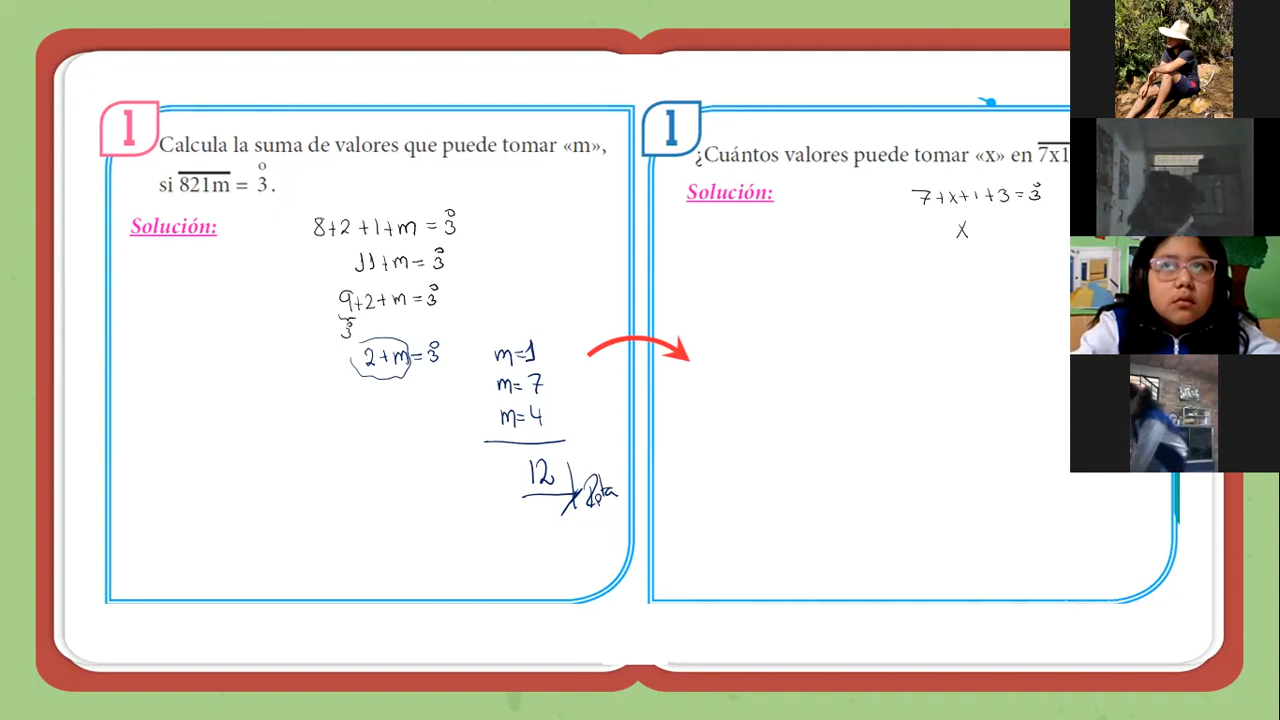 1
Calcula la suma de valores que puede tomar «m»,
si 821m = 3̊.
Solución:
8+2+1+m = 3̊
11+m = 3̊
9+2+m = 3̊
3̊
2+m = 3̊
m=1
m=7
m=4
12
Rpta
1
¿Cuántos valores puede tomar «x» en 7x1
Solución:
7+x+1+3=3̊
x